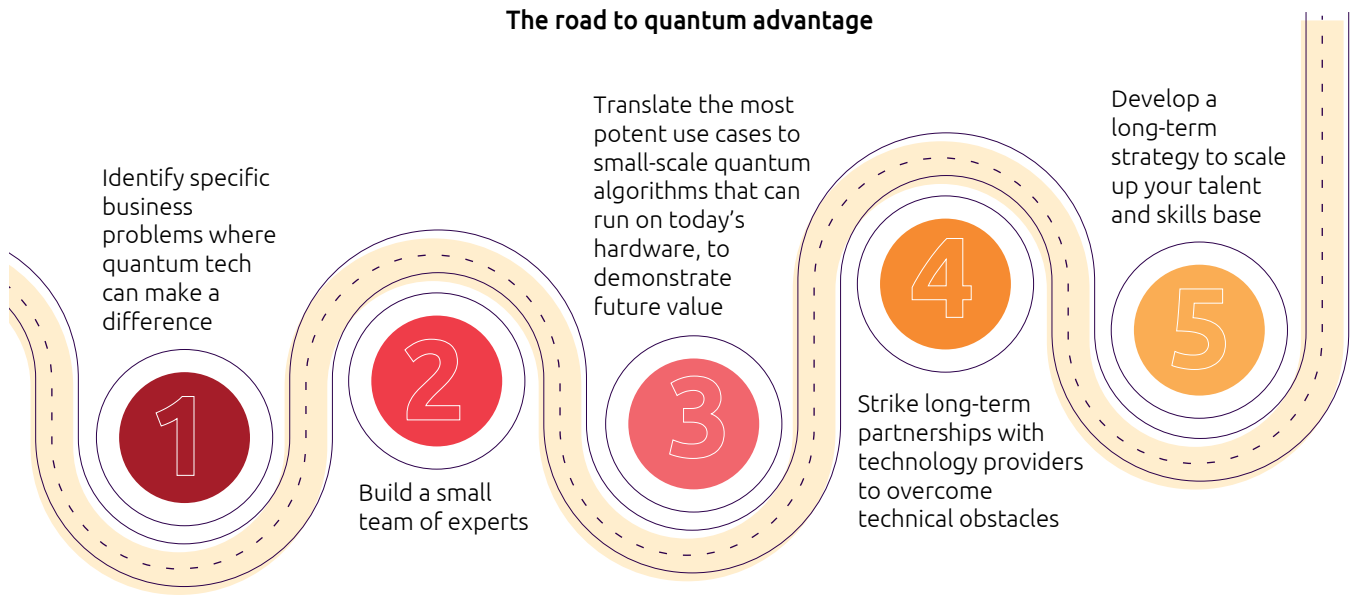 The road to quantum advantage
Identify specific
business
problems where
quantum tech
can make a
difference
1
2
Build a small
team of experts
Translate the most
potent use cases to
small-scale quantum
algorithms that can
run on today's
hardware, to
demonstrate
future value
3
4
Strike long-term
partnerships with
technology providers
to overcome
technical obstacles
Develop a
long-term
strategy to scale
up your talent
and skills base
5